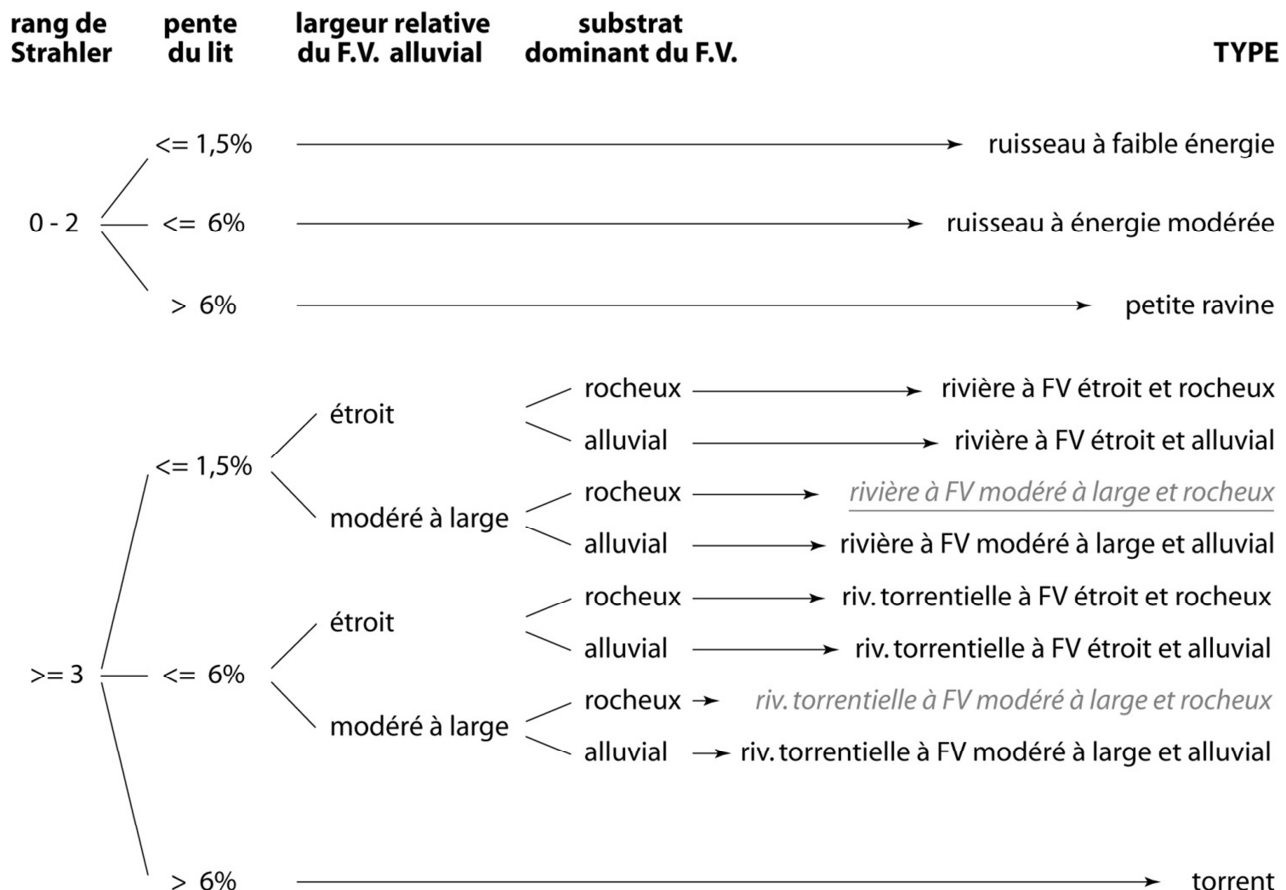 rang de Strahler
pente du lit
largeur relative du F.V. alluvial
substrat dominant du F.V.
TYPE
<= 1,5% ruisseau à faible énergie
0 - 2 <= 6% ruisseau à énergie modérée
> 6% petite ravine
rocheux rivière à FV étroit et rocheux
étroit
alluvial rivière à FV étroit et alluvial
<= 1,5%
rocheux rivière à FV modéré à large et rocheux
modéré à large
alluvial rivière à FV modéré à large et alluvial
rocheux riv. torrentielle à FV étroit et rocheux
étroit
alluvial riv. torrentielle à FV étroit et alluvial
>= 3 <= 6%
rocheux riv. torrentielle à FV modéré à large et rocheux
modéré à large
alluvial riv. torrentielle à FV modéré à large et alluvial
> 6% torrent